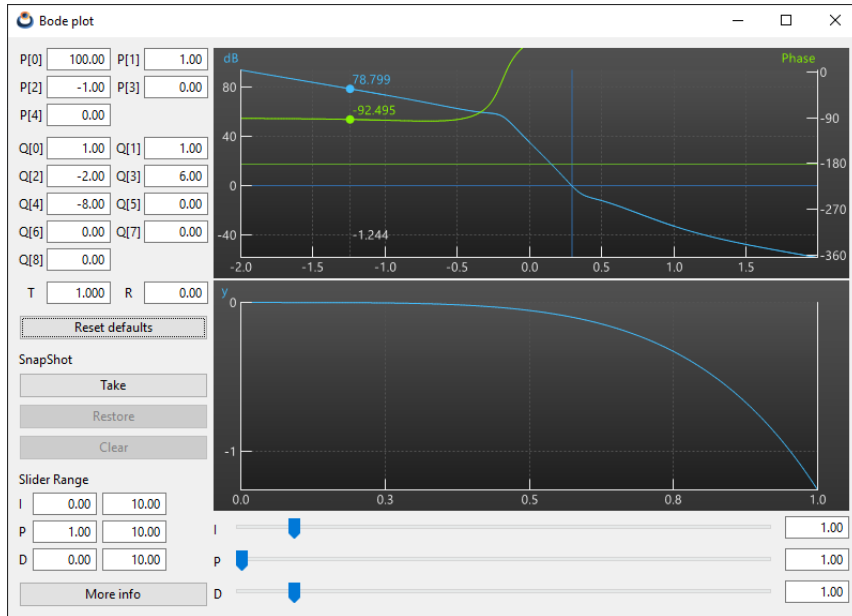 Bode plot
P[0] 100.00 P[1] 1.00
P[2] -1.00 P[3] 0.00
P[4] 0.00
Q[0] 1.00 Q[1] 1.00
Q[2] -2.00 Q[3] 6.00
Q[4] -8.00 Q[5] 0.00
Q[6] 0.00 Q[7] 0.00
Q[8] 0.00
T 1.000 R 0.00
Reset defaults
SnapShot
Take
Restore
Clear
Slider Range
I 0.00 10.00
P 1.00 10.00
D 0.00 10.00
More info
dB Phase
78.799
-92.495
-1.244
80
40
0
-40
0
-90
-180
-270
-360
-2.0 -1.5 -1.0 -0.5 0.0 0.5 1.0 1.5
y
0
-1
0.0 0.3 0.5 0.8 1.0
I 1.00
P 1.00
D 1.00